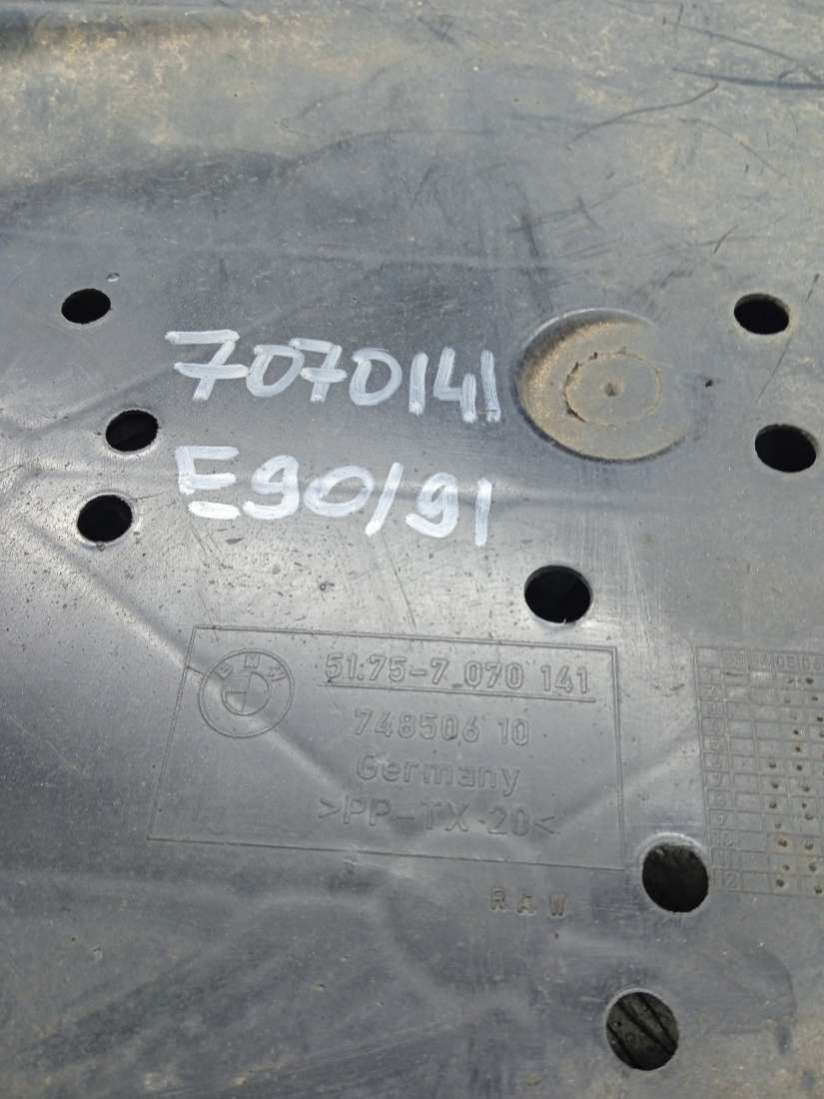 7070141
E90/91
BMW
51.75-7 070 141
748506 10
Germany
>PP-TX 20<
RAW